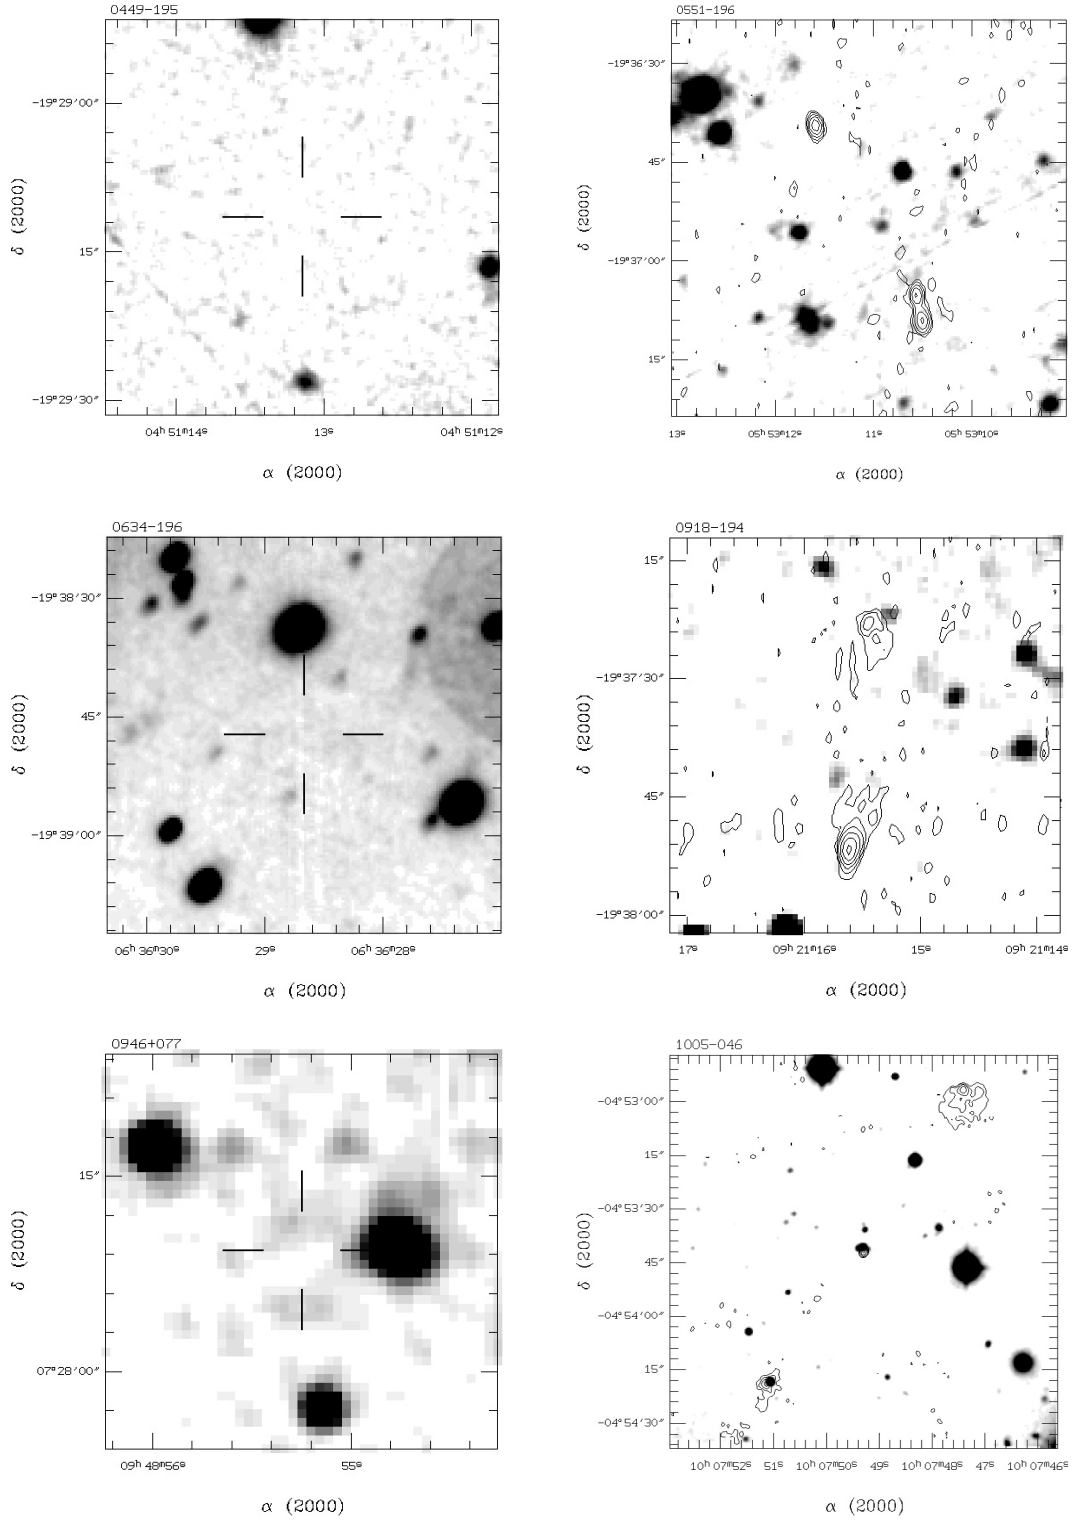 0449-195
−19°29′00″
15″
−19°29′30″
04ʰ 51ᵐ14ˢ
13ˢ
04ʰ 51ᵐ12ˢ
δ (2000)
α (2000)
0551-196
−19°36′30″
45″
−19°37′00″
15″
13ˢ
05ʰ 53ᵐ12ˢ
11ˢ
05ʰ 53ᵐ10ˢ
δ (2000)
α (2000)
0634-196
−19°38′30″
45″
−19°39′00″
06ʰ 36ᵐ30ˢ
29ˢ
06ʰ 36ᵐ28ˢ
δ (2000)
α (2000)
0918-194
15″
−19°37′30″
45″
−19°38′00″
17ˢ
09ʰ 21ᵐ16ˢ
15ˢ
09ʰ 21ᵐ14ˢ
δ (2000)
α (2000)
0946+077
15″
07°28′00″
09ʰ 48ᵐ56ˢ
55ˢ
δ (2000)
α (2000)
1005-046
−04°53′00″
15″
−04°53′30″
45″
−04°54′00″
15″
−04°54′30″
10ʰ 07ᵐ52ˢ
51ˢ
10ʰ 07ᵐ50ˢ
49ˢ
10ʰ 07ᵐ48ˢ
47ˢ
10ʰ 07ᵐ46ˢ
δ (2000)
α (2000)